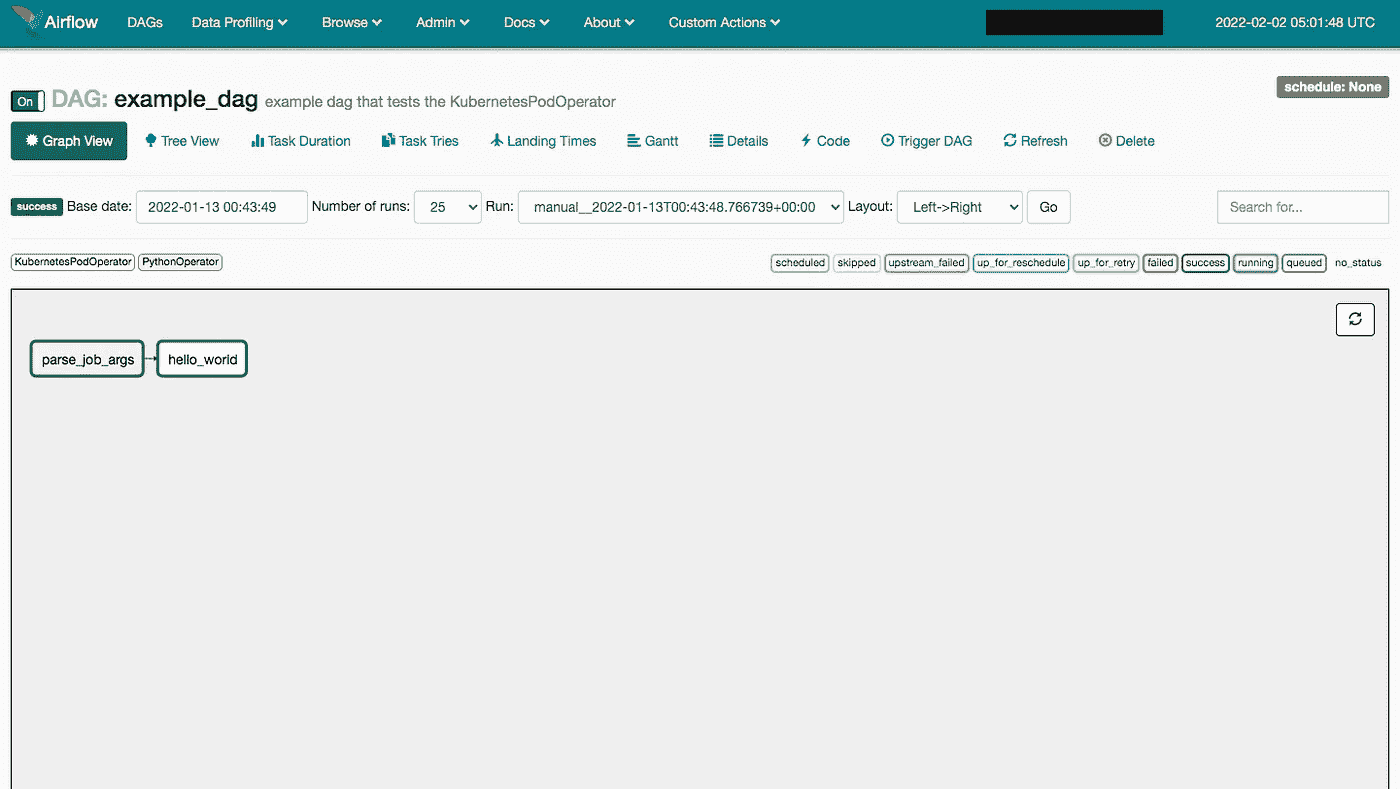 Airflow DAGs Data Profiling Browse Admin Docs About Custom Actions 2022-02-02 05:01:48 UTC
schedule: None
On DAG: example_dag example dag that tests the KubernetesPodOperator
Graph View Tree View Task Duration Task Tries Landing Times Gantt Details Code Trigger DAG Refresh Delete
success Base date: 2022-01-13 00:43:49 Number of runs: 25 Run: manual__2022-01-13T00:43:48.766739+00:00 Layout: Left->Right Go Search for...
KubernetesPodOperator PythonOperator scheduled skipped upstream_failed up_for_reschedule up_for_retry failed success running queued no_status
parse_job_args hello_world